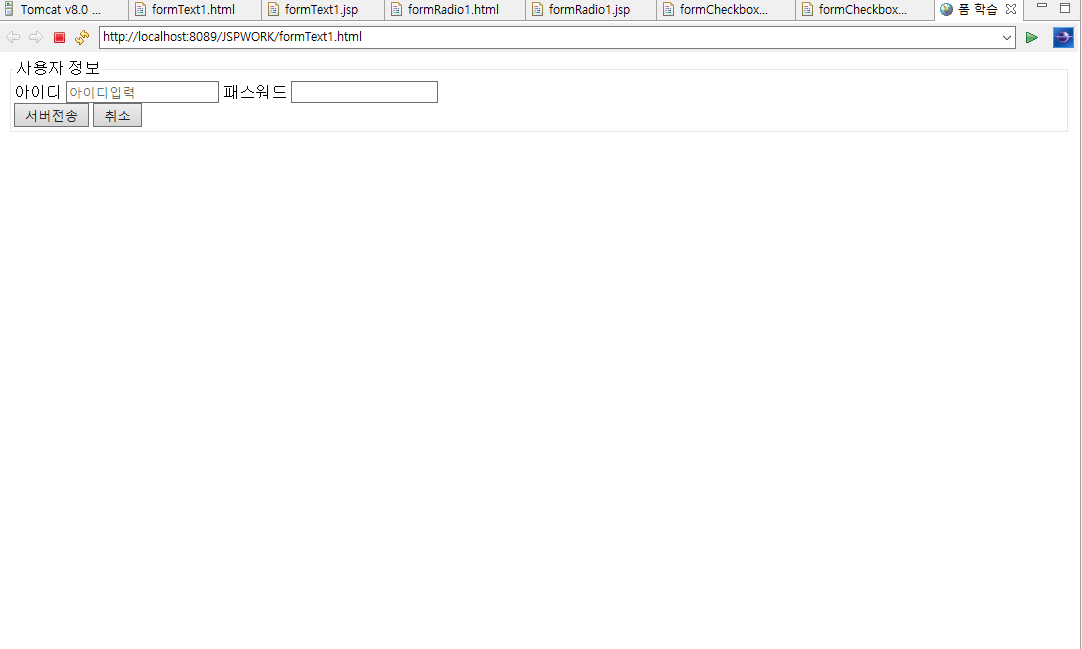 Tomcat v8.0 ... formText1.html formText1.jsp formRadio1.html formRadio1.jsp formCheckbox... formCheckbox... 폼 학습
http://localhost:8089/JSPWORK/formText1.html
사용자 정보
아이디 아이디입력 패스워드
서버전송 취소